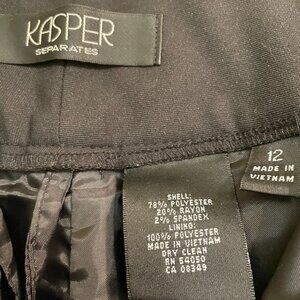 KASPER
SEPARATES
12
MADE IN
VIETNAM
SHELL:
78% POLYESTER
20% RAYON
2% SPANDEX
LINING:
100% POLYESTER
MADE IN VIETNAM
DRY CLEAN
RN 54050
CA 08349